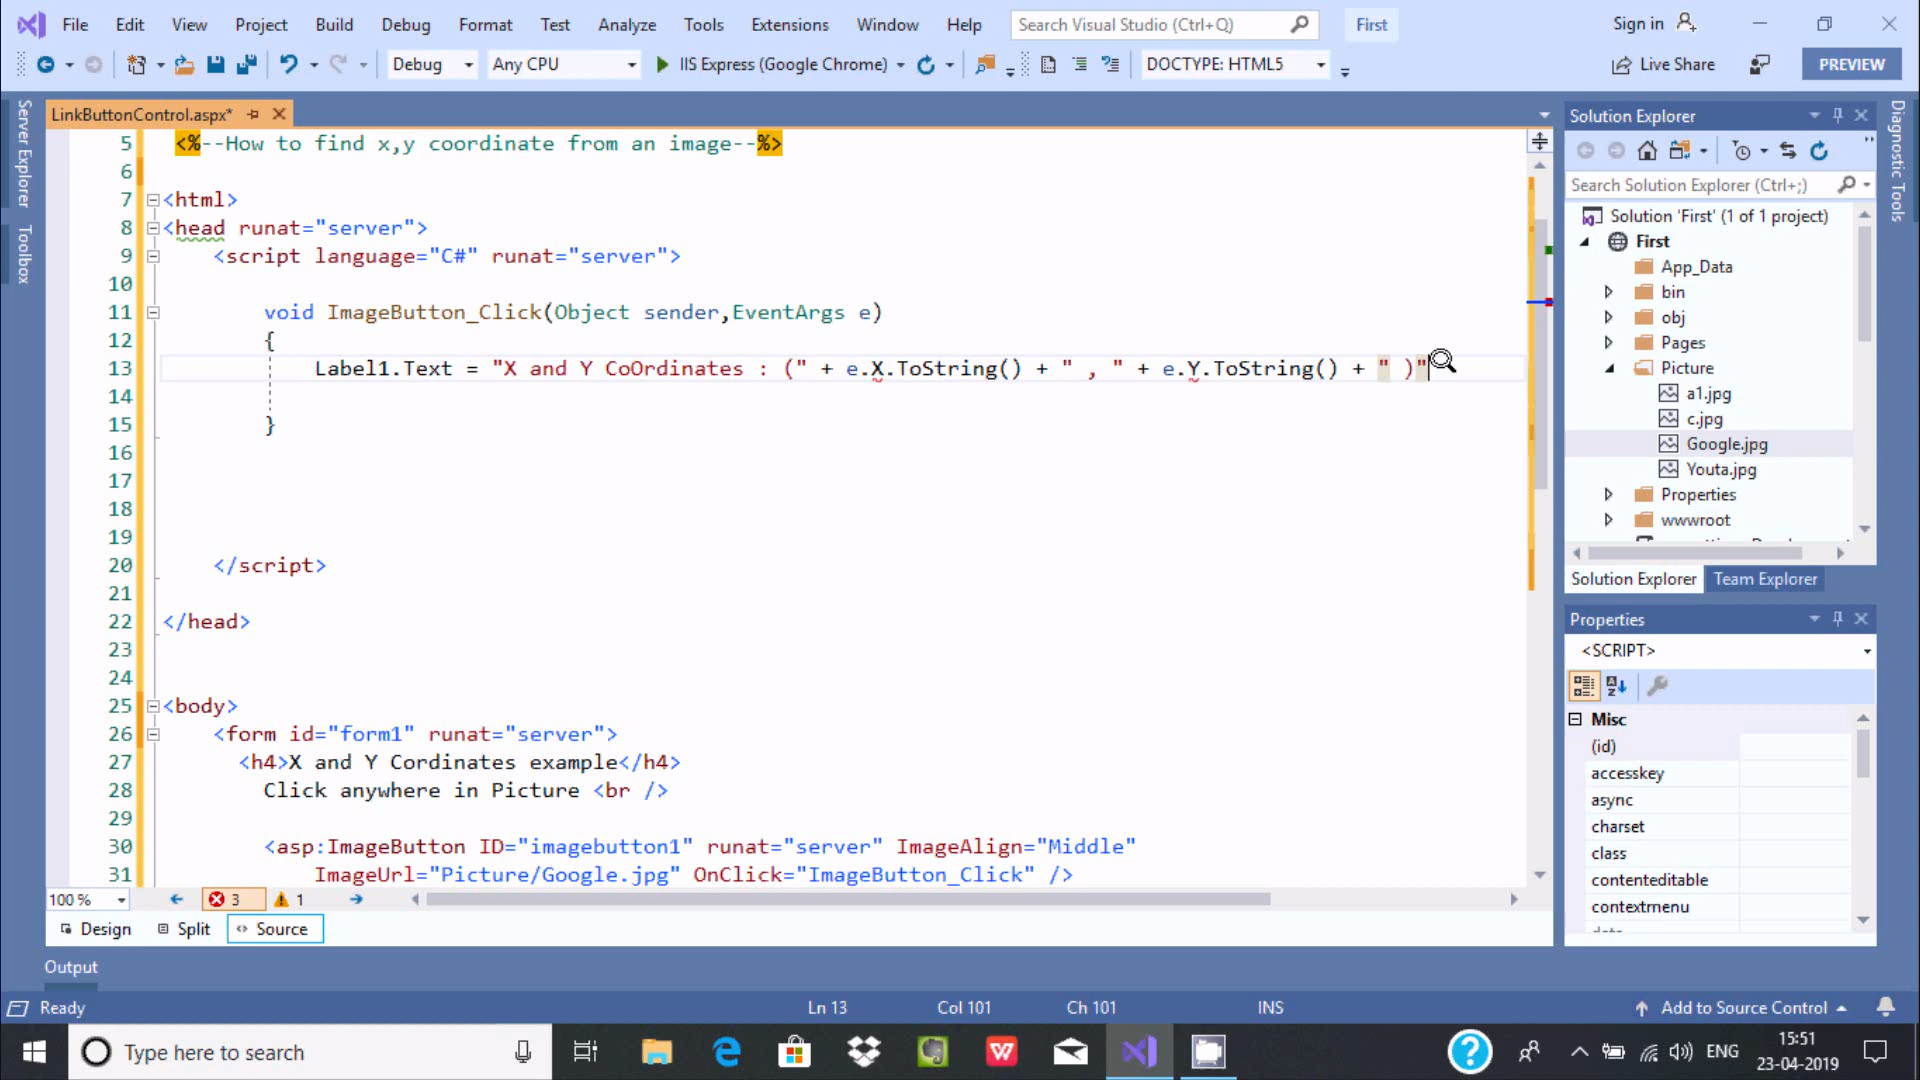 File Edit View Project Build Debug Format Test Analyze Tools Extensions Window Help Search Visual Studio (Ctrl+Q) First Sign in
Debug Any CPU IIS Express (Google Chrome) DOCTYPE: HTML5 Live Share PREVIEW
Server Explorer
Toolbox
LinkButtonControl.aspx*
5 <%--How to find x,y coordinate from an image--%>
6
7 <html>
8 <head runat="server">
9 <script language="C#" runat="server">
10
11 void ImageButton_Click(Object sender,EventArgs e)
12 {
13 Label1.Text = "X and Y CoOrdinates : (" + e.X.ToString() + " , " + e.Y.ToString() + " )"
14
15 }
16
17
18
19
20 </script>
21
22 </head>
23
24
25 <body>
26 <form id="form1" runat="server">
27 <h4>X and Y Cordinates example</h4>
28 Click anywhere in Picture <br />
29
30 <asp:ImageButton ID="imagebutton1" runat="server" ImageAlign="Middle"
31 ImageUrl="Picture/Google.jpg" OnClick="ImageButton_Click" />
100 % 3 1
Design Split Source
Output
Solution Explorer
Search Solution Explorer (Ctrl+;)
Solution 'First' (1 of 1 project)
First
App_Data
bin
obj
Pages
Picture
a1.jpg
c.jpg
Google.jpg
Youta.jpg
Properties
wwwroot
Solution Explorer Team Explorer
Properties
<SCRIPT>
Misc
(id)
accesskey
async
charset
class
contenteditable
contextmenu
Diagnostic Tools
Ready Ln 13 Col 101 Ch 101 INS Add to Source Control
Type here to search
ENG
15:51
23-04-2019